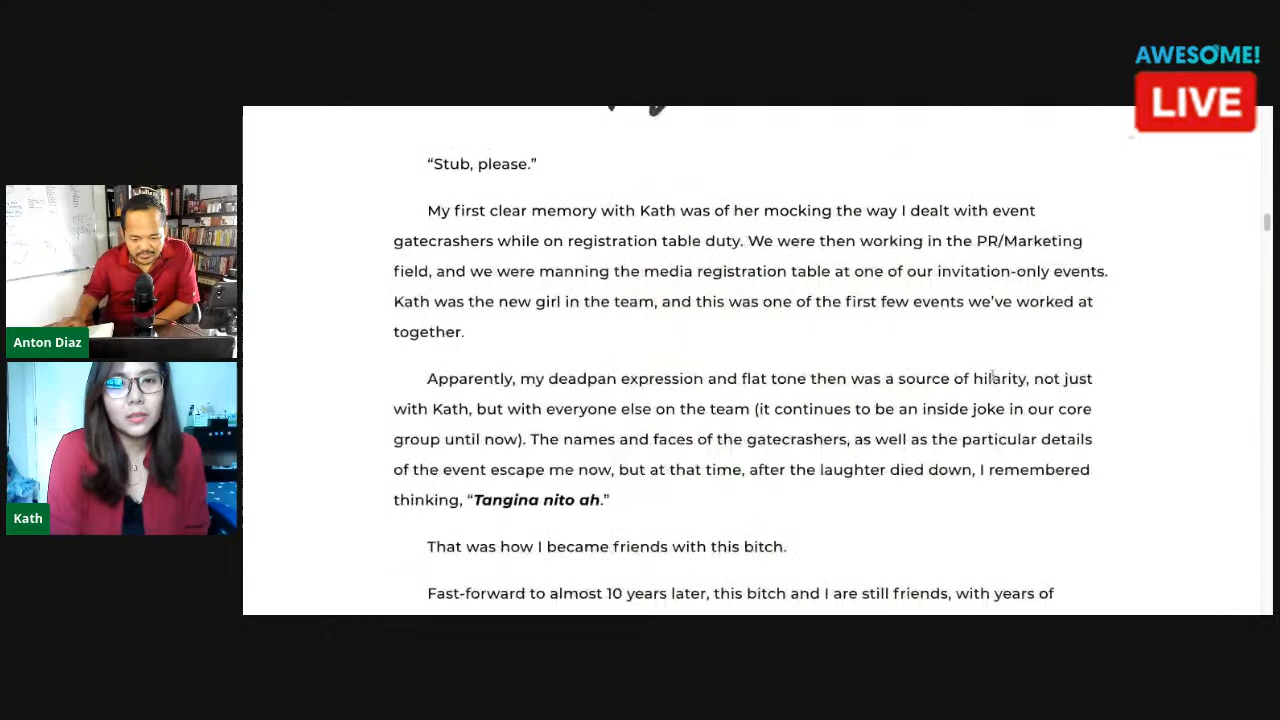 AWESOME!
LIVE
“Stub, please.”
My first clear memory with Kath was of her mocking the way I dealt with event
gatecrashers while on registration table duty. We were then working in the PR/Marketing
field, and we were manning the media registration table at one of our invitation-only events.
Kath was the new girl in the team, and this was one of the first few events we’ve worked at
together.
Apparently, my deadpan expression and flat tone then was a source of hilarity, not just
with Kath, but with everyone else on the team (it continues to be an inside joke in our core
group until now). The names and faces of the gatecrashers, as well as the particular details
of the event escape me now, but at that time, after the laughter died down, I remembered
thinking, “Tangina nito ah.”
That was how I became friends with this bitch.
Fast-forward to almost 10 years later, this bitch and I are still friends, with years of
Anton Diaz
Kath